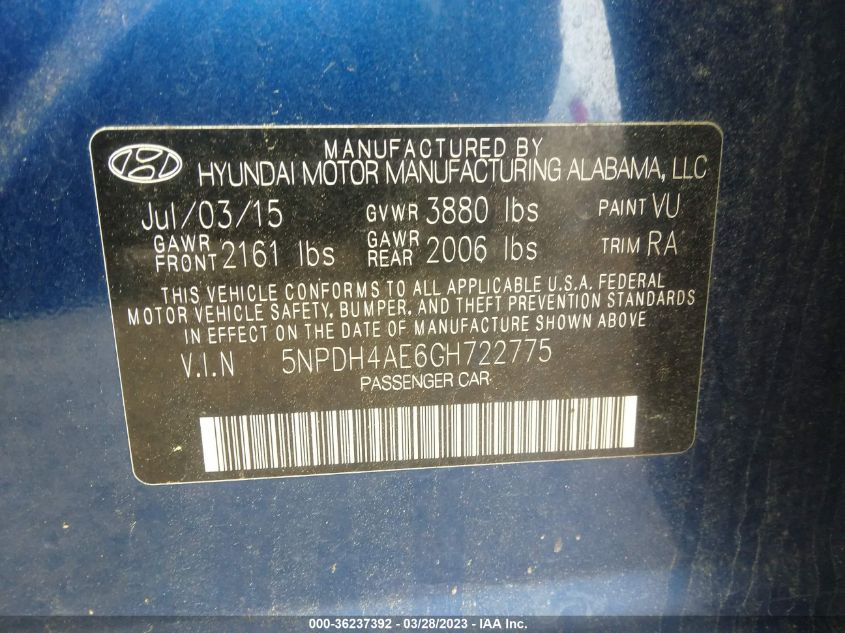 MANUFACTURED BY
HYUNDAI MOTOR MANUFACTURING ALABAMA, LLC
Jul/03/15 GVWR 3880 lbs PAINT VU
GAWR FRONT 2161 lbs GAWR REAR 2006 lbs TRIM RA
THIS VEHICLE CONFORMS TO ALL APPLICABLE U.S.A. FEDERAL
MOTOR VEHICLE SAFETY, BUMPER, AND THEFT PREVENTION STANDARDS
IN EFFECT ON THE DATE OF MANUFACTURE SHOWN ABOVE.
V.I.N 5NPDH4AE6GH722775
PASSENGER CAR
000-36237392 - 03/28/2023 - IAA Inc.